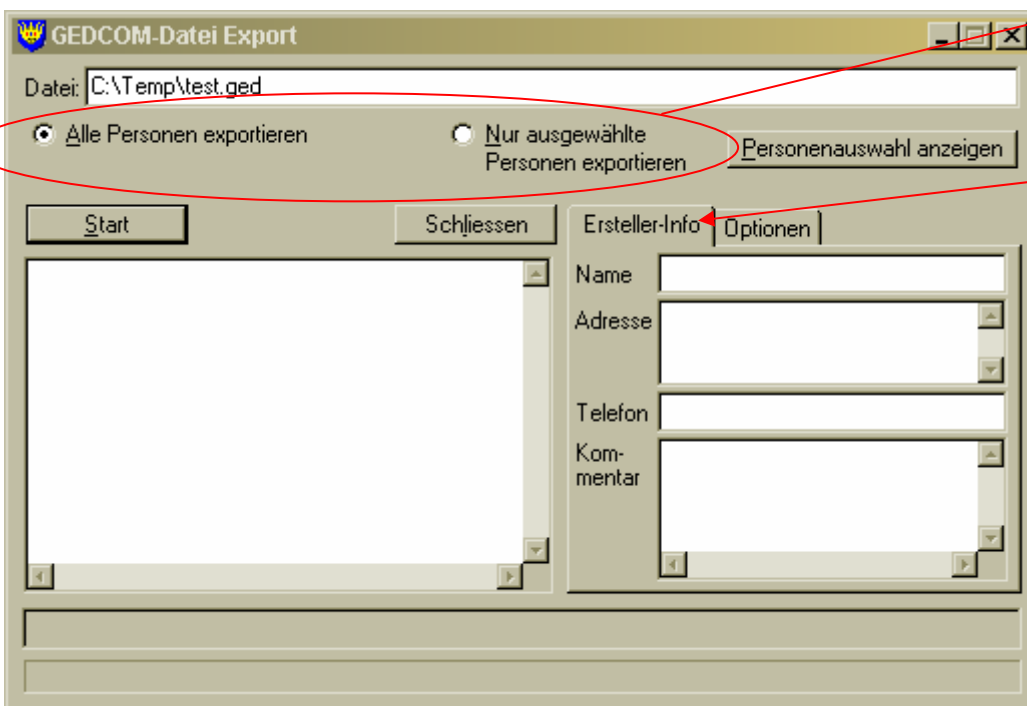 GEDCOM-Datei Export
Datei: C:\Temp\test.ged
Alle Personen exportieren
Nur ausgewählte
Personen exportieren
Personenauswahl anzeigen
Start
Schliessen
Ersteller-Info
Optionen
Name
Adresse
Telefon
Kom-
mentar